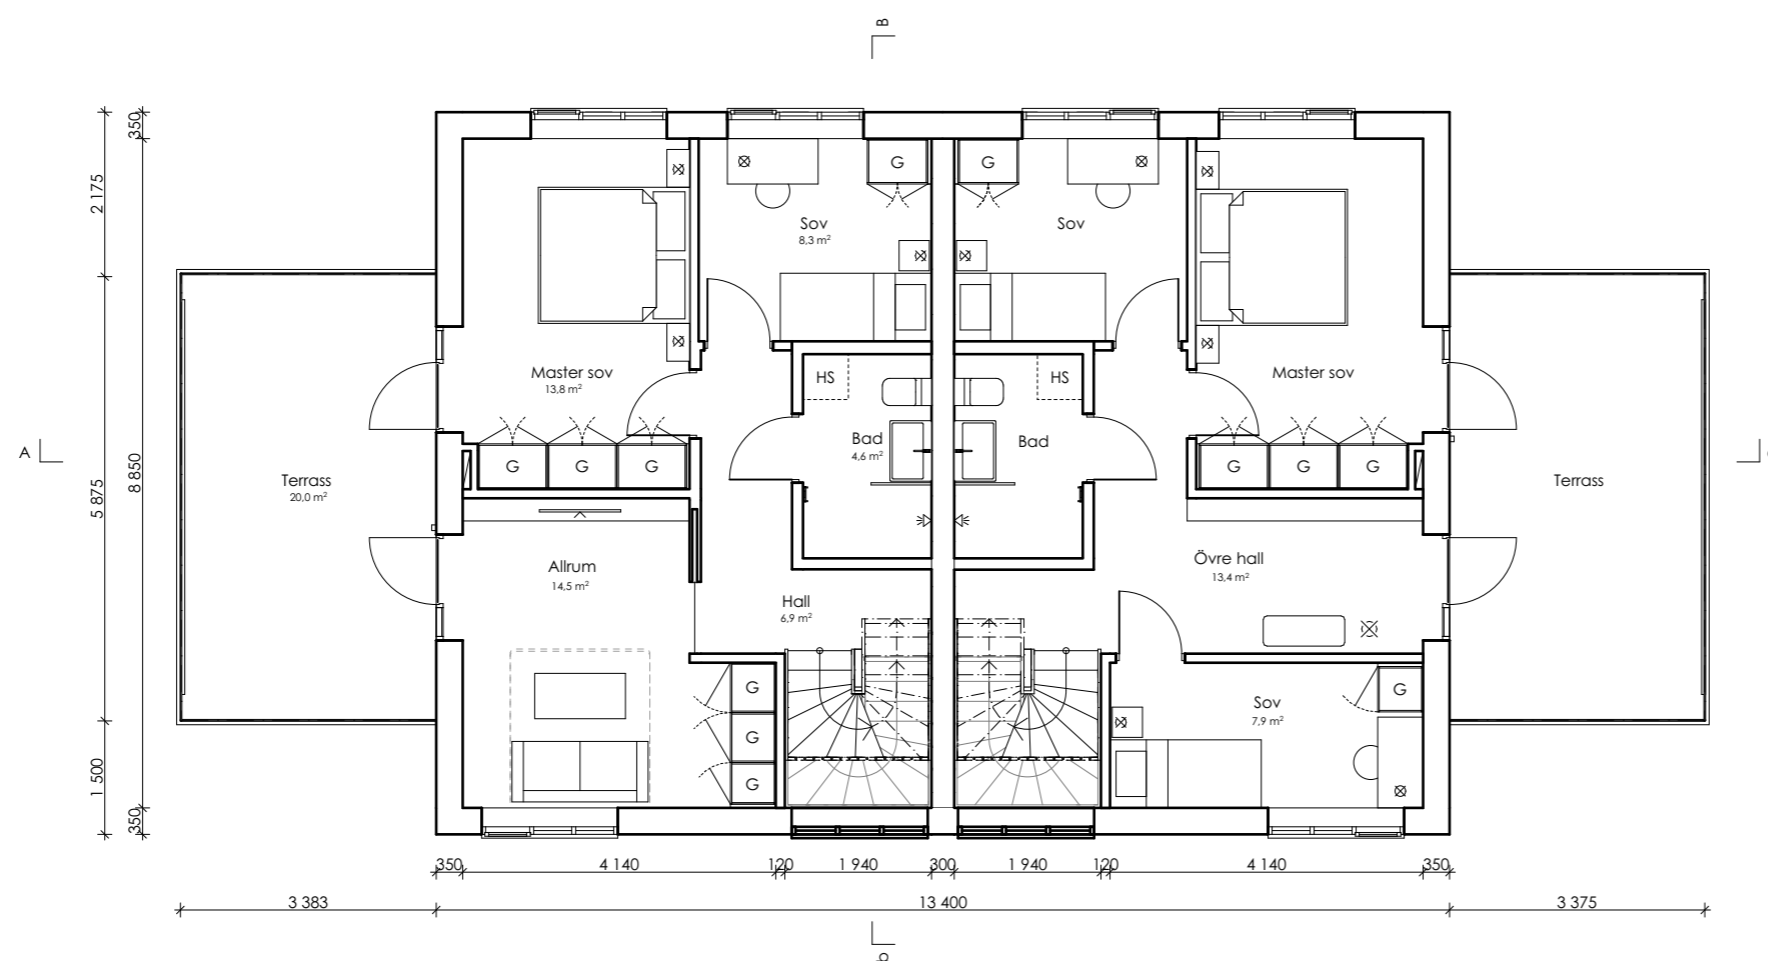 B
350
2 175
5 875
8 850
1 500
350
A
G
G
Sov
8,3 m²
Sov
Master sov
13,8 m²
HS
HS
Master sov
Bad
4,6 m²
Bad
G
G
G
G
G
G
Terrass
20,0 m²
Terrass
Allrum
14,5 m²
Övre hall
13,4 m²
Hall
6,9 m²
G
G
G
G
Sov
7,9 m²
350
4 140
120
1 940
300
1 940
120
4 140
350
3 383
13 400
3 375